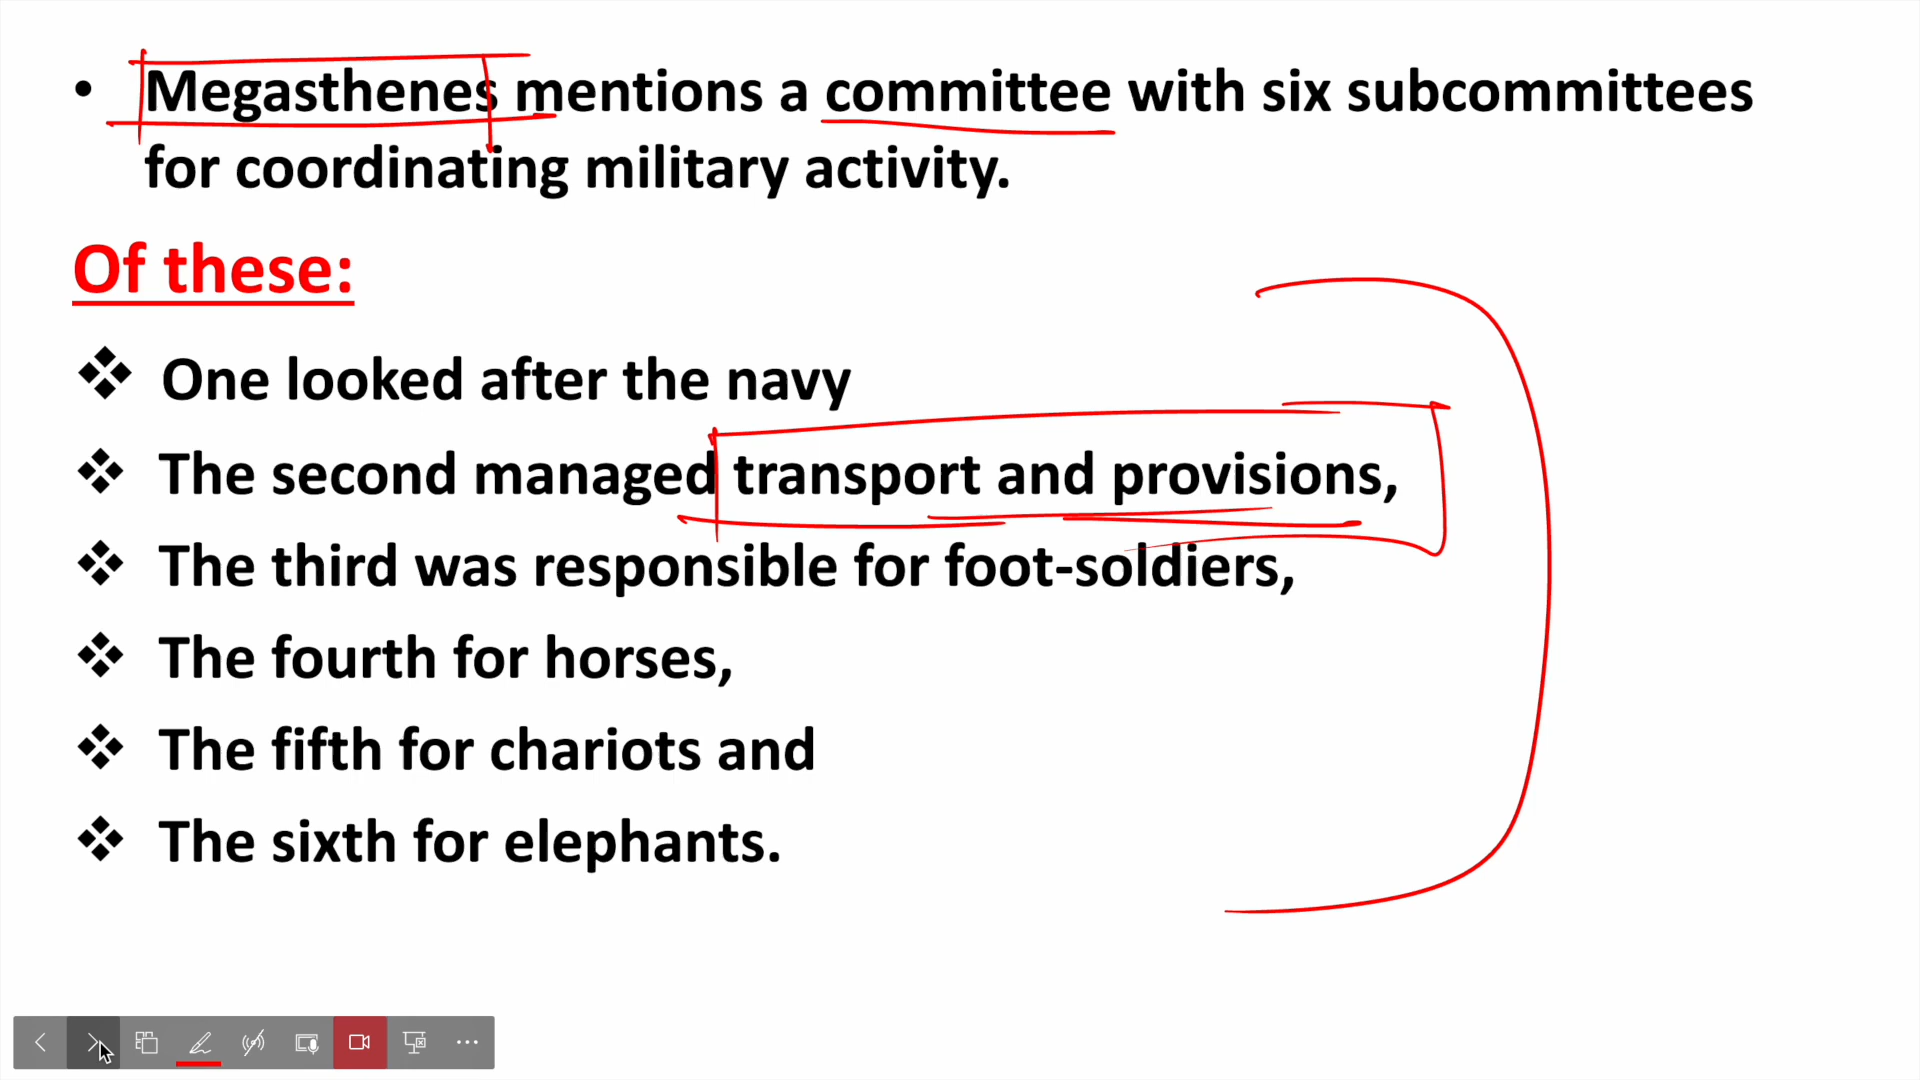 • Megasthenes mentions a committee with six subcommittees
for coordinating military activity.
Of these:
❖ One looked after the navy
❖ The second managed transport and provisions,
❖ The third was responsible for foot-soldiers,
❖ The fourth for horses,
❖ The fifth for chariots and
❖ The sixth for elephants.